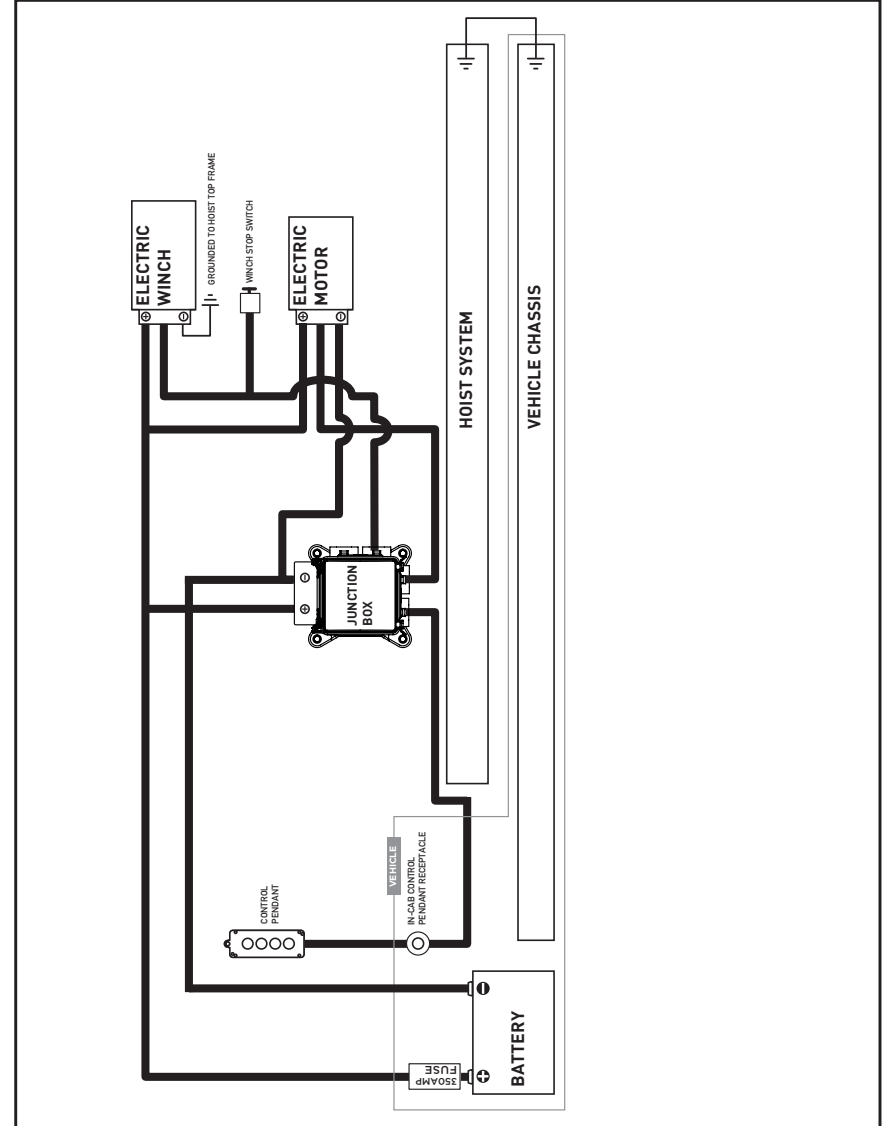 ELECTRIC
WINCH
GROUNDED TO HOIST TOP FRAME
WINCH STOP SWITCH
ELECTRIC
MOTOR
HOIST SYSTEM
VEHICLE CHASSIS
JUNCTION
BOX
CONTROL
PENDANT
VEHICLE
IN-CAB CONTROL
PENDANT RECEPTACLE
350AMP
FUSE
BATTERY